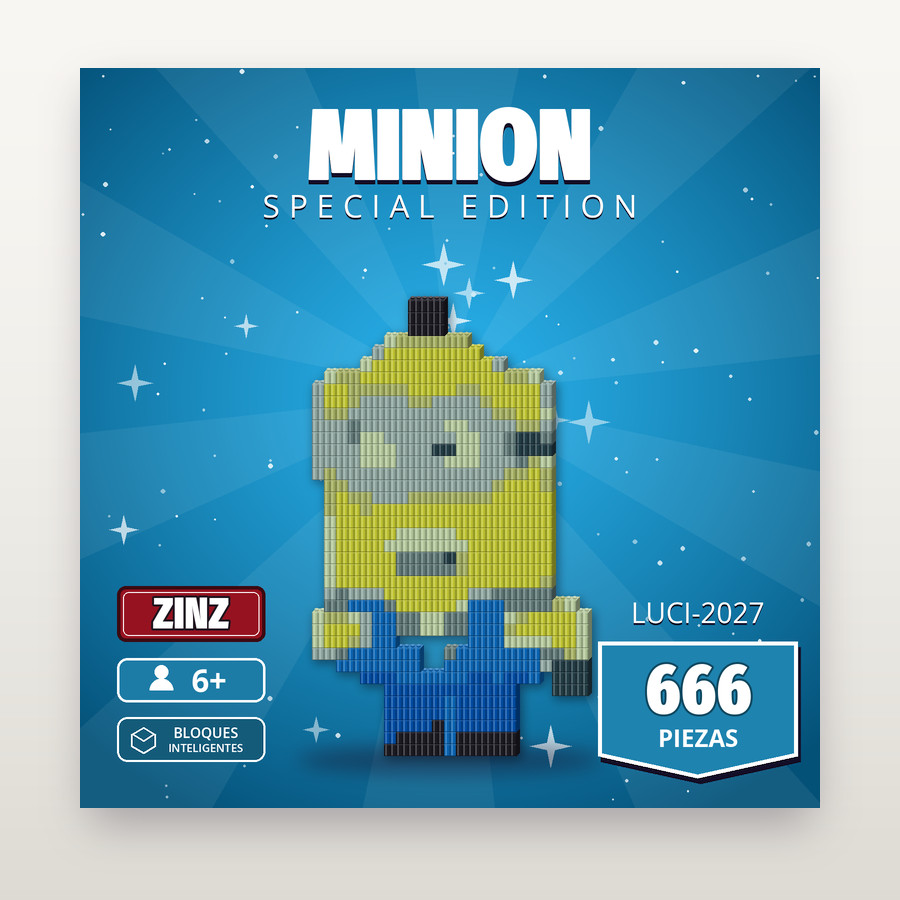 MINION
SPECIAL EDITION
ZINZ
6+
BLOQUES
INTELIGENTES
LUCI-2027
666
PIEZAS